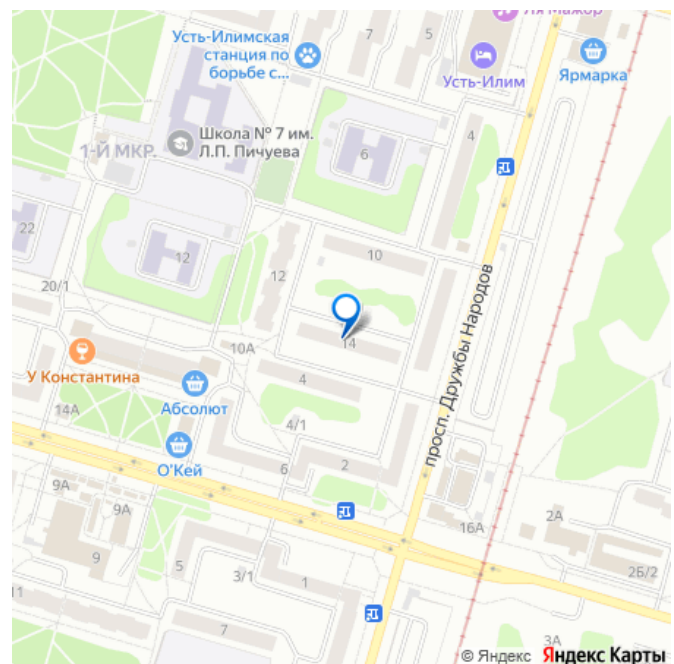 Ля Мажор
Усть-Илимская
станция по
борьбе с...
7
5
Усть-Илим
Ярмарка
Школа № 7 им.
Л.П. Пичуева
1-Й МКР.
6
4
22
12
10
12
20/1
просп. Дружбы Народов
14
10А
У Константина
4
Абсолют
14А
4/1
О'Кей
6
2
9А
9А
16А
2А
9
5
3/1
1
2Б/2
11
7
3А
© Яндекс Яндекс Карты